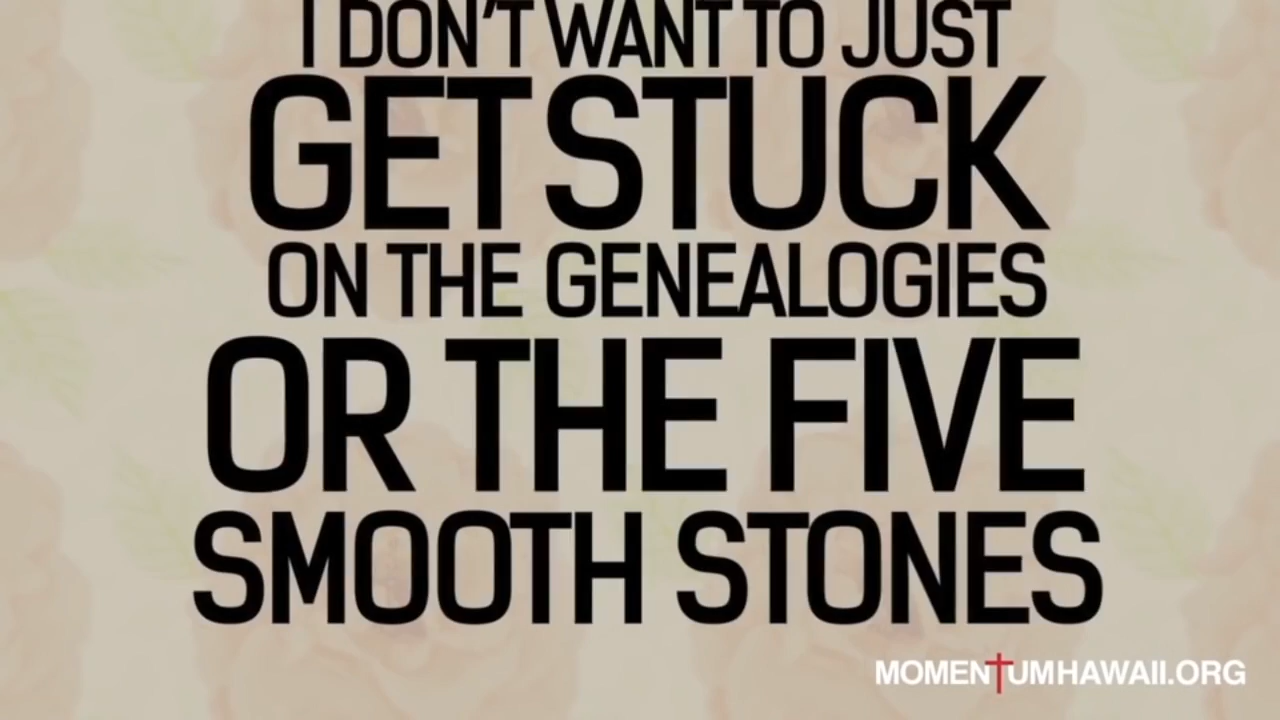 I DON'T WANT TO JUST
GET STUCK
ON THE GENEALOGIES
OR THE FIVE
SMOOTH STONES
MOMENTUMHAWAII.ORG